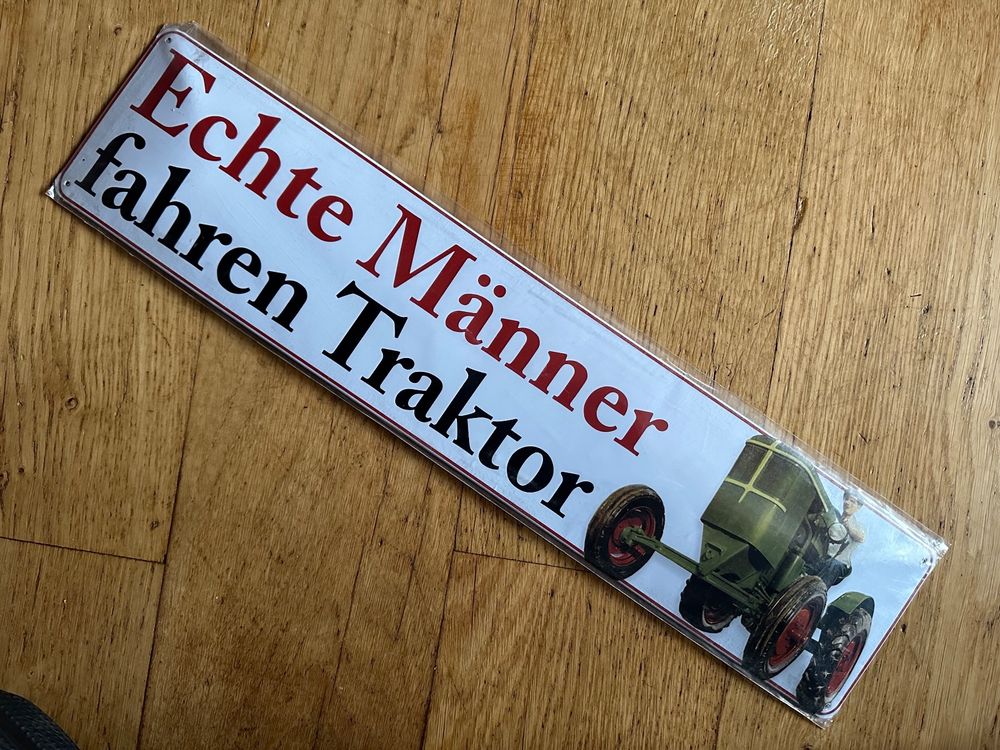 Echte Männer
fahren Traktor